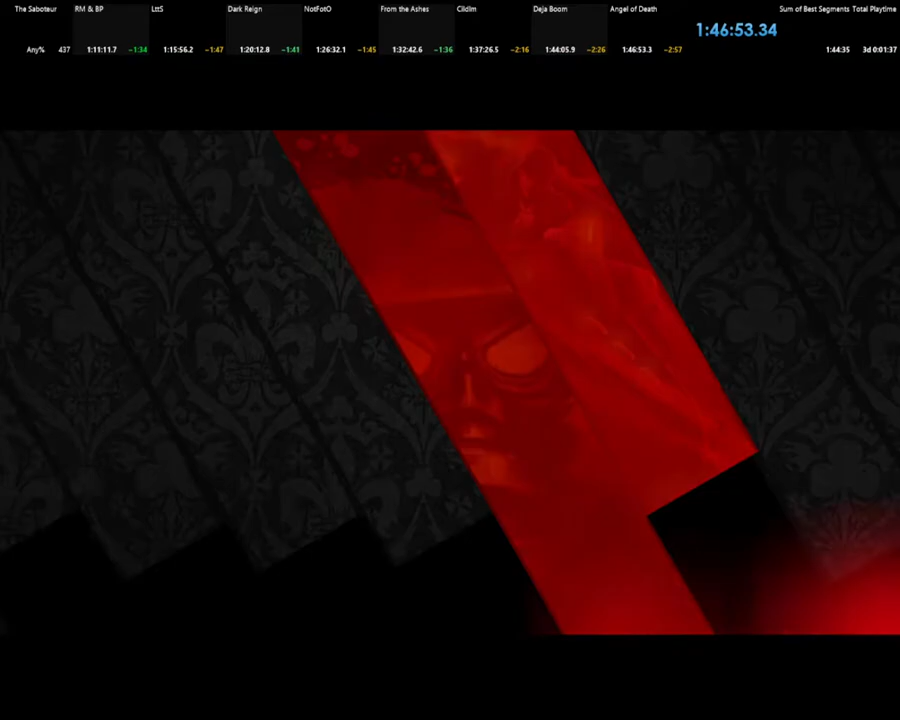 The Saboteur RM & BP LttS Dark Reign NotFotO From the Ashes CiIdIm Deja Boom Angel of Death Sum of Best Segments Total Playtime
1:46:53.34
Any% 437 1:11:11.7 −1:34 1:15:56.2 −1:47 1:20:12.8 −1:41 1:26:32.1 −1:45 1:32:42.6 −1:36 1:37:26.5 −2:16 1:44:05.9 −2:26 1:46:53.3 −2:57 1:44:35 3d 0:01:37